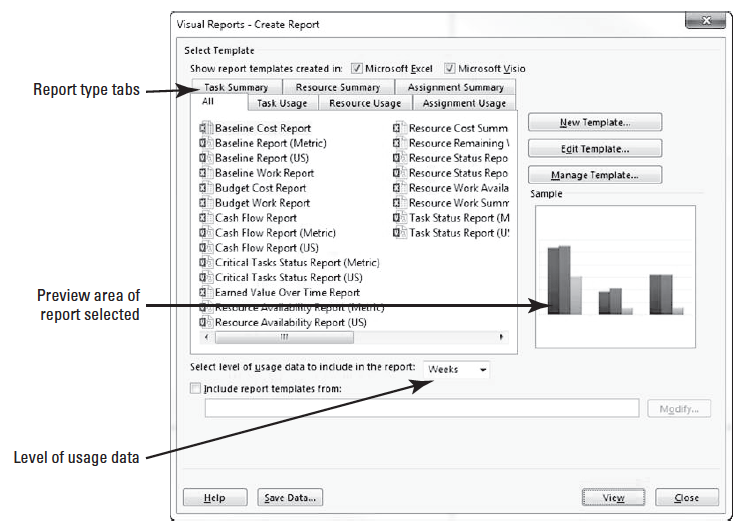 Visual Reports - Create Report
Select Template
Show report templates created in: Microsoft Excel Microsoft Visio
Report type tabs
Task Summary Resource Summary Assignment Summary
All Task Usage Resource Usage Assignment Usage
Baseline Cost Report
Baseline Report (Metric)
Baseline Report (US)
Baseline Work Report
Budget Cost Report
Budget Work Report
Cash Flow Report
Cash Flow Report (Metric)
Cash Flow Report (US)
Critical Tasks Status Report (Metric)
Critical Tasks Status Report (US)
Earned Value Over Time Report
Resource Availability Report (Metric)
Resource Availability Report (US)
Resource Cost Summ
Resource Remaining
Resource Status Repo
Resource Status Repo
Resource Work Availa
Resource Work Summ
Task Status Report (M
Task Status Report (U
New Template...
Edit Template...
Manage Template...
Sample
Preview area of
report selected
Select level of usage data to include in the report: Weeks
Include report templates from:
Modify...
Level of usage data
Help Save Data... View Close